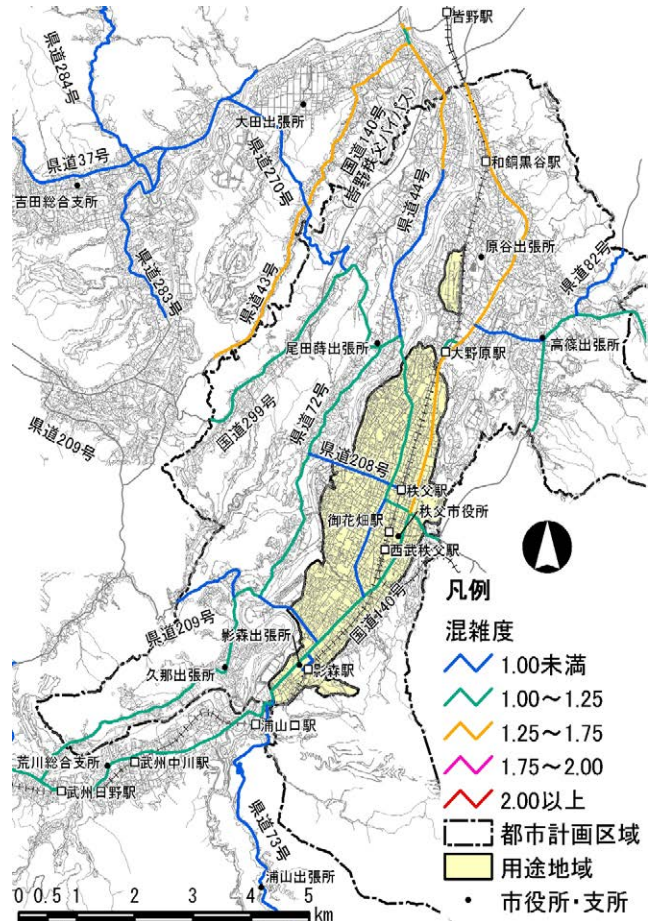 皆野駅
県道284号
大田出張所
国道140号
皆野秩父バイパス
県道37号
県道270号
和銅黒谷駅
吉田総合支所
県道44号
原谷出張所
県道82号
県道283号
県道43号
尾田蒔出張所
大野原駅
高篠出張所
国道299号
県道72号
県道209号
県道208号
秩父駅
秩父市役所
御花畑駅
西武秩父駅
国道140号
県道209号
影森出張所
久那出張所
影森駅
浦山口駅
荒川総合支所
武州中川駅
武州日野駅
県道73号
浦山出張所
凡例
混雑度
1.00未満
1.00～1.25
1.25～1.75
1.75～2.00
2.00以上
都市計画区域
用途地域
市役所・支所
0 0.5 1 2 3 4 5
km